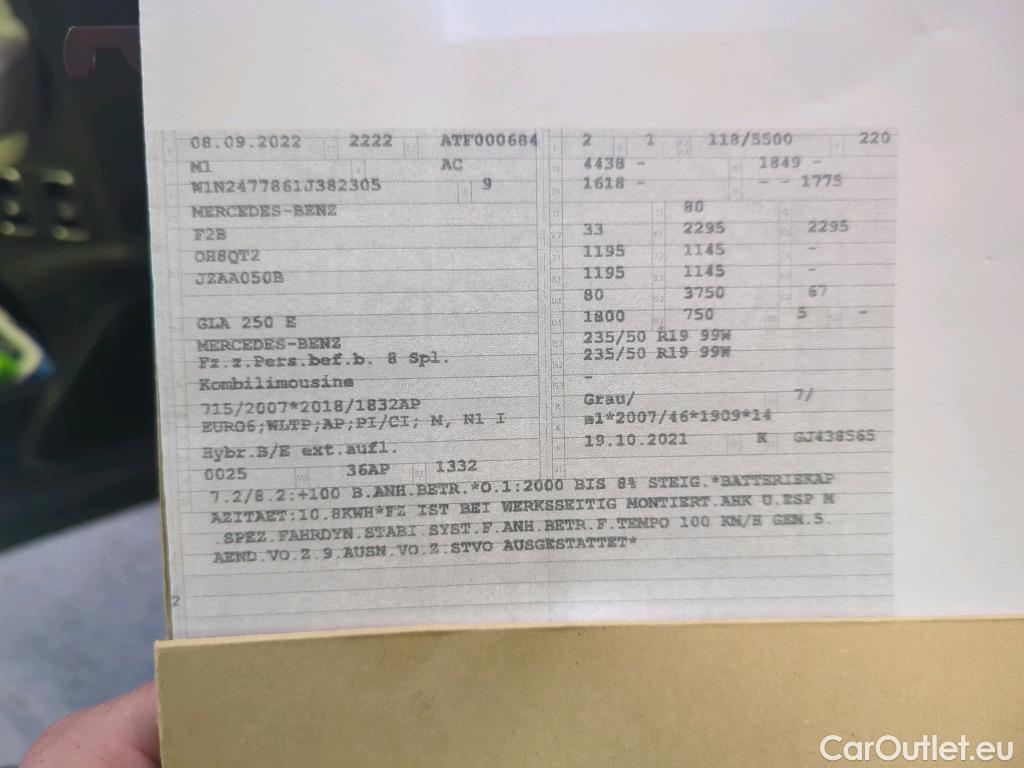 08.09.2022 2222 ATF000684
M1 AC
W1N2477861J382305 9
MERCEDES-BENZ
F2B
OH8QT2
JZAA050B
GLA 250 E
MERCEDES-BENZ
Fz.z.Pers.bef.b. 8 Spl.
Kombilimousine
715/2007*2018/1832AP
EURO6;WLTP;AP;PI/CI; M, N1 I
Hybr.B/E ext.aufl.
0025 36AP 1332
2 1 118/5500 220
4438 - 1849 -
1618 - - - 1775
80
33 2295 2295
1195 1145 -
1195 1145 -
80 3750 67
1800 750 5 -
235/50 R19 99W
235/50 R19 99W
-
Grau/ 7/
e1*2007/46*1909*14
19.10.2021 K GJ438565
7.2/8.2:+100 B.ANH.BETR.*O.1:2000 BIS 8% STEIG.*BATTERIEKAP
AZITAET:10.8KWH*FZ IST BEI WERKSSEITIG MONTIERT.AHK U.ESP M
.SPEZ.FAHRDYN.STABI.SYST.F.ANH.BETR.F.TEMPO 100 KM/H GEM.5.
AEND.VO.Z.9.AUSN.VO.Z.STVO AUSGESTATTET*
2
CarOutlet.eu